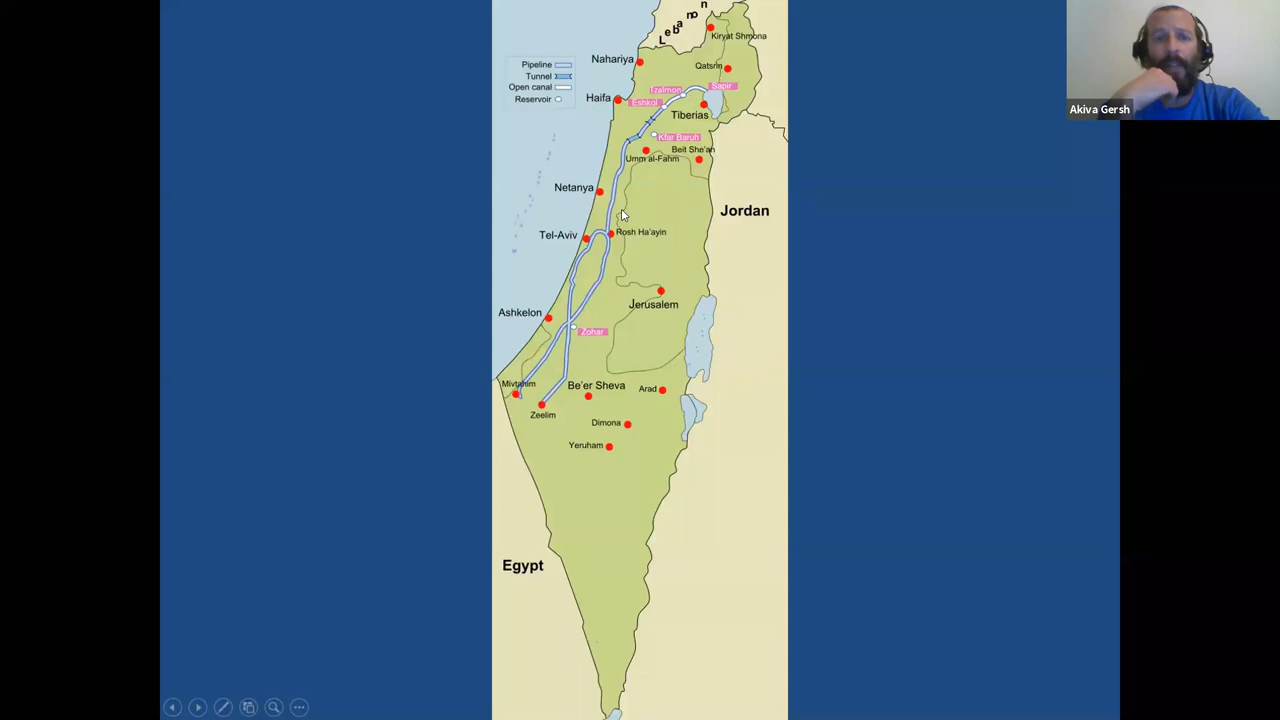 Lebanon
Kiryat Shmona
Nahariya
Pipeline
Tunnel
Open canal
Reservoir
Qatsrin
Sapir
Tzalmon
Haifa
Eshkol
Tiberias
Akiva Gersh
Kfar Baruh
Beit She'an
Umm al-Fahm
Netanya
Jordan
Tel-Aviv
Rosh Ha'ayin
Jerusalem
Ashkelon
Zohar
Mivtahim
Be'er Sheva
Arad
Zeelim
Dimona
Yeruham
Egypt